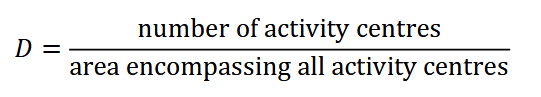 D = number of activity centres / area encompassing all activity centres